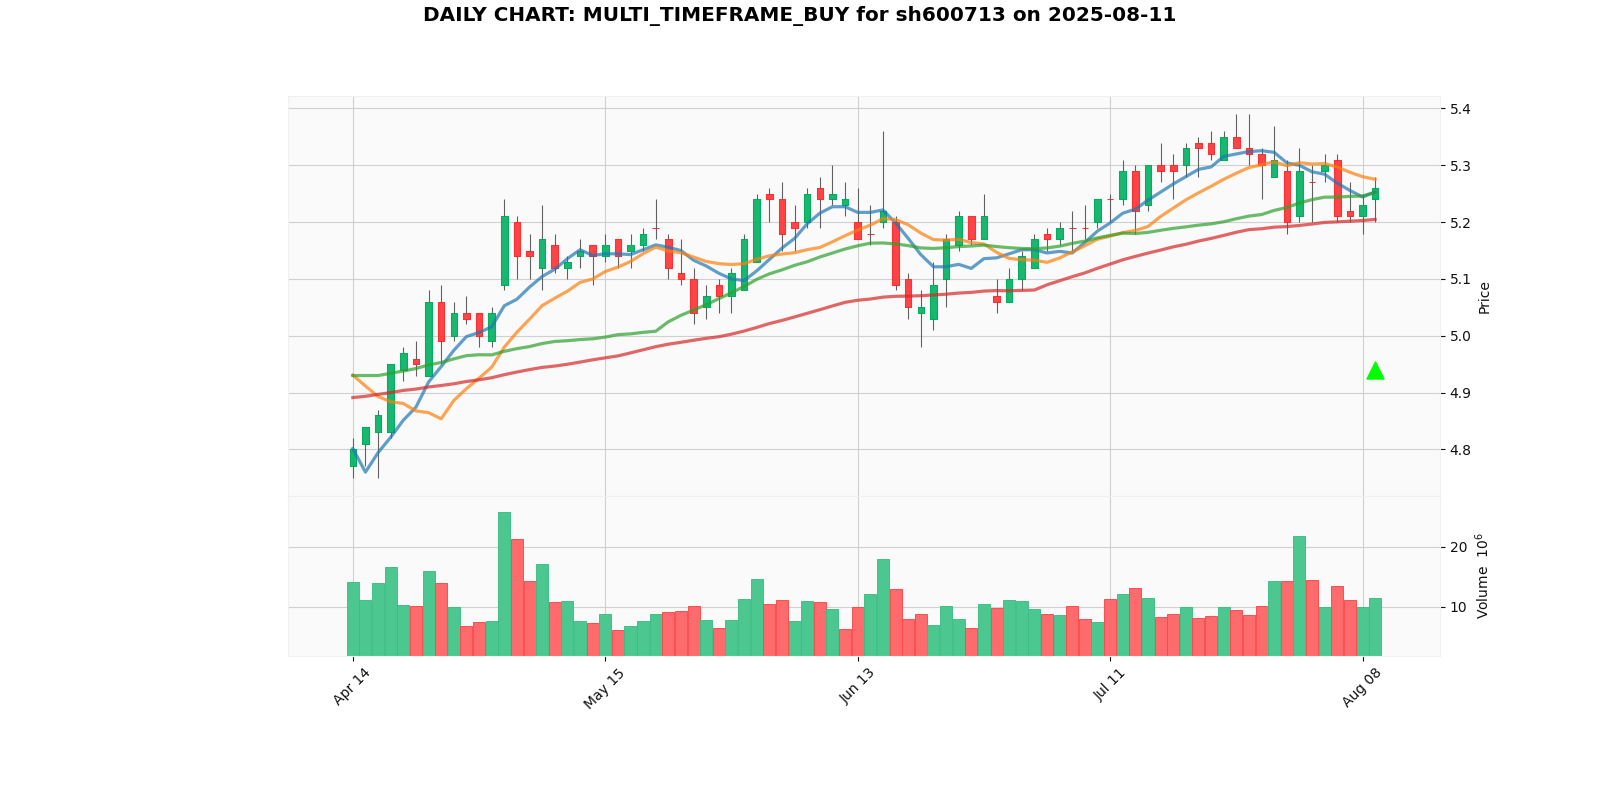 DAILY CHART: MULTI_TIMEFRAME_BUY for sh600713 on 2025-08-11
5.4
5.3
5.2
5.1
5.0
4.9
4.8
Price
20
10
Volume 10^6
Apr 14
May 15
Jun 13
Jul 11
Aug 08